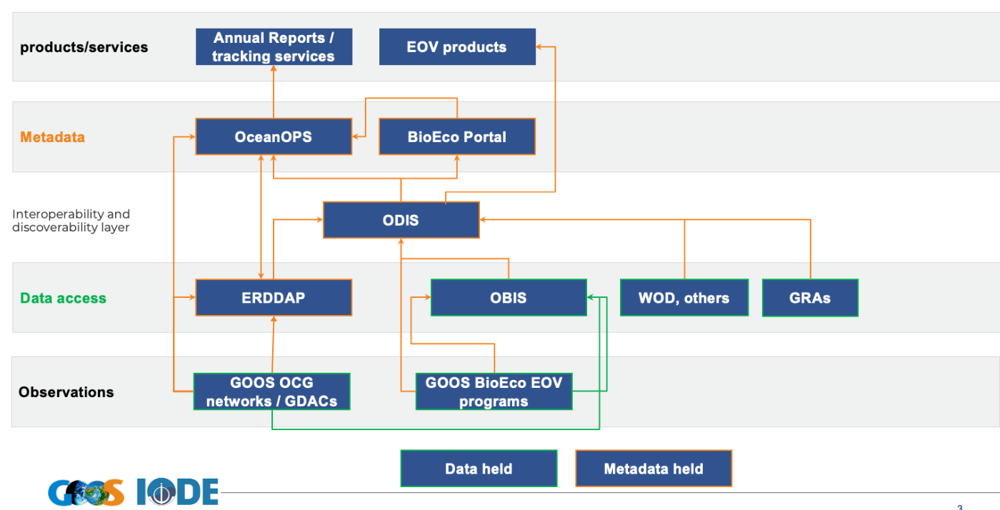 products/services
Annual Reports /
tracking services
EOV products
Metadata
OceanOPS
BioEco Portal
Interoperability and
discoverability layer
ODIS
Data access
ERDDAP
OBIS
WOD, others
GRAs
Observations
GOOS OCG
networks / GDACs
GOOS BioEco EOV
programs
Data held
Metadata held
GOOS
IODE
3